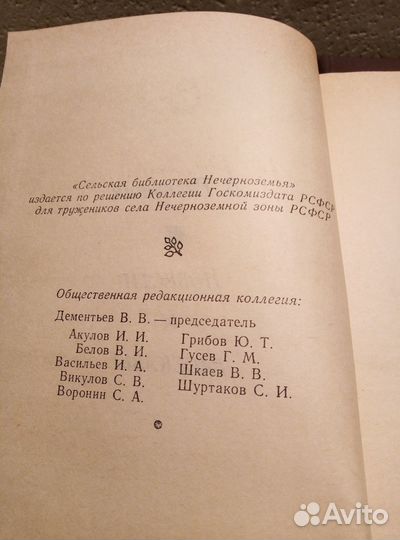 «Сельская библиотека Нечерноземья»
издается по решению Коллегии Госкомиздата РСФСР
для тружеников села Нечерноземной зоны РСФСР
Общественная редакционная коллегия:
Дементьев В. В. — председатель
Акулов И. И.
Белов В. И.
Васильев И. А.
Викулов С. В.
Воронин С. А.
Грибов Ю. Т.
Гусев Г. М.
Шкаев В. В.
Шуртаков С. И.
Avito